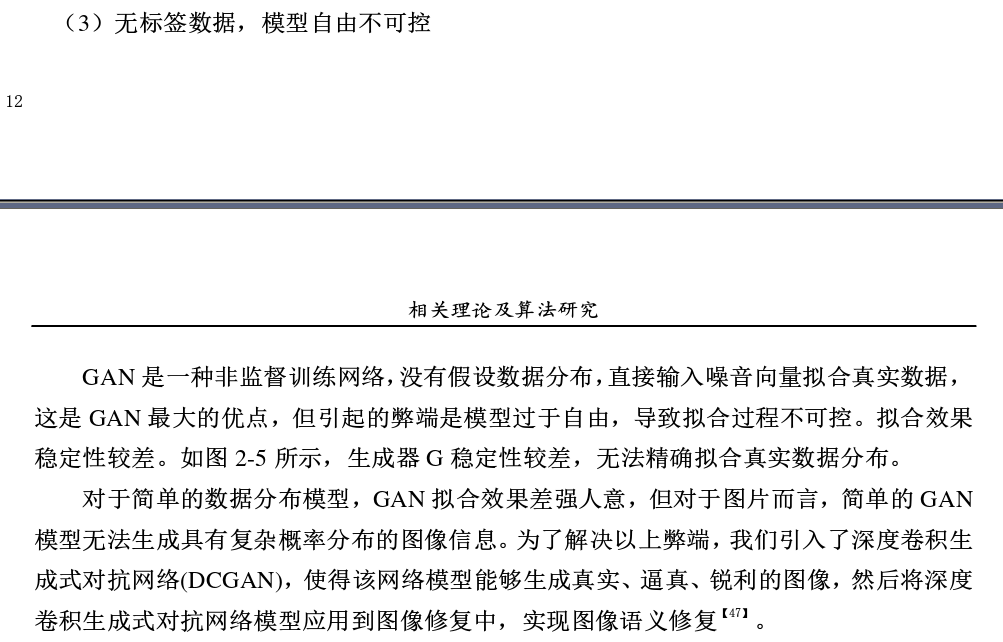 （3）无标签数据，模型自由不可控
12
相关理论及算法研究
GAN 是一种非监督训练网络，没有假设数据分布，直接输入噪音向量拟合真实数据，
这是 GAN 最大的优点，但引起的弊端是模型过于自由，导致拟合过程不可控。拟合效果
稳定性较差。如图 2-5 所示，生成器 G 稳定性较差，无法精确拟合真实数据分布。
对于简单的数据分布模型，GAN 拟合效果差强人意，但对于图片而言，简单的 GAN
模型无法生成具有复杂概率分布的图像信息。为了解决以上弊端，我们引入了深度卷积生
成式对抗网络(DCGAN)，使得该网络模型能够生成真实、逼真、锐利的图像，然后将深度
卷积生成式对抗网络模型应用到图像修复中，实现图像语义修复【47】。